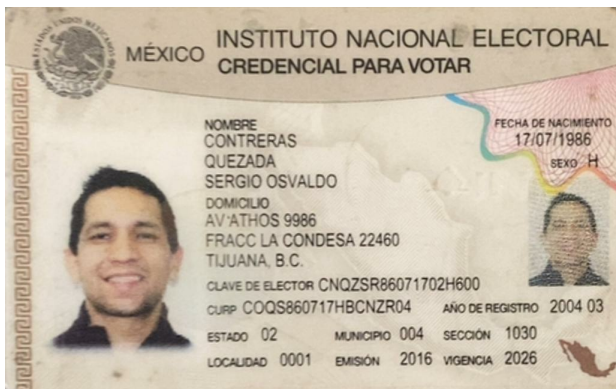 MÉXICO
INSTITUTO NACIONAL ELECTORAL
CREDENCIAL PARA VOTAR
NOMBRE
CONTRERAS
QUEZADA
SERGIO OSVALDO
FECHA DE NACIMIENTO
17/07/1986
SEXO H
DOMICILIO
AV ATHOS 9986
FRACC LA CONDESA 22460
TIJUANA, B.C.
CLAVE DE ELECTOR CNQZSR86071702H600
CURP COQS860717HBCNZR04 AÑO DE REGISTRO 2004 03
ESTADO 02 MUNICIPIO 004 SECCIÓN 1030
LOCALIDAD 0001 EMISIÓN 2016 VIGENCIA 2026